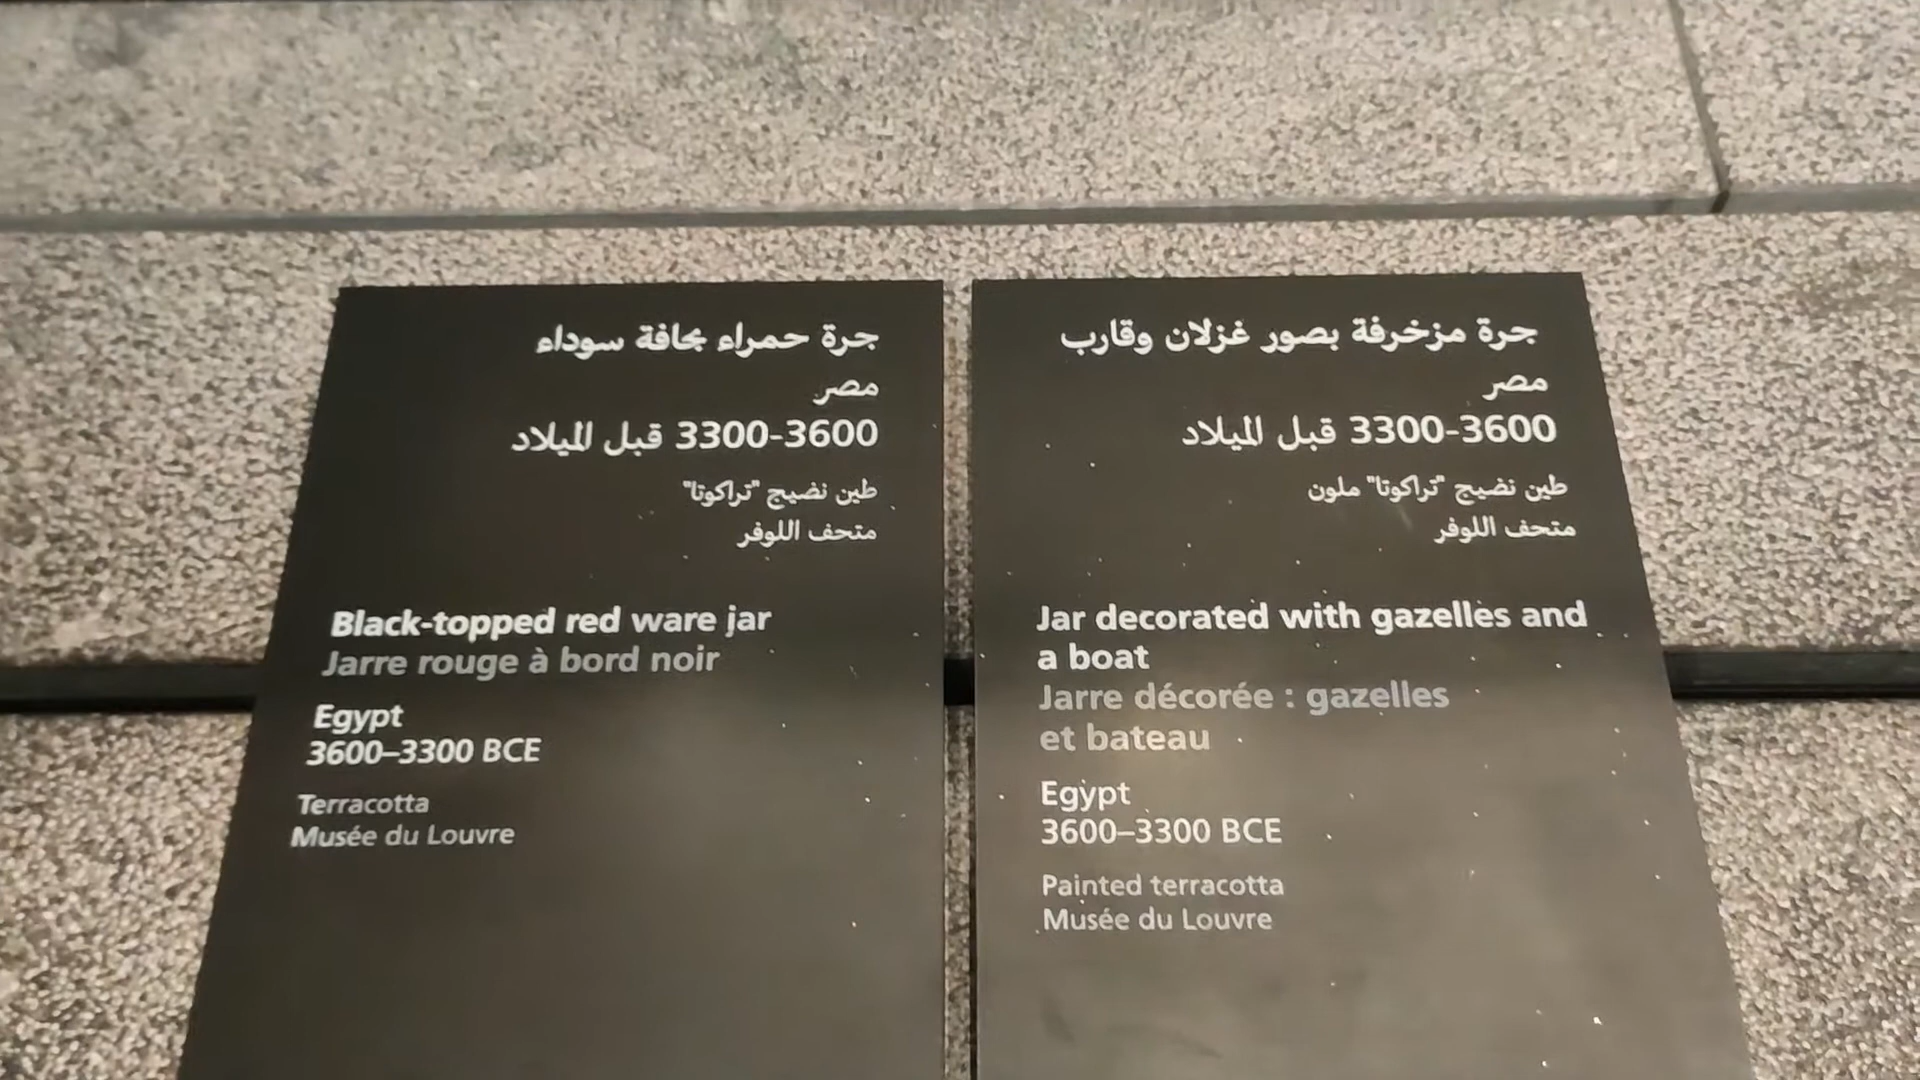 جرة حمراء بحافة سوداء
مصر
3300-3600 قبل الميلاد
طين نضيج "تراكوتا"
متحف اللوفر
Black-topped red ware jar
Jarre rouge à bord noir
Egypt
3600–3300 BCE
Terracotta
Musée du Louvre
جرة مزخرفة بصور غزلان وقارب
مصر
3300-3600 قبل الميلاد
طين نضيج "تراكوتا" ملون
متحف اللوفر
Jar decorated with gazelles and
a boat
Jarre décorée : gazelles
et bateau
Egypt
3600–3300 BCE
Painted terracotta
Musée du Louvre